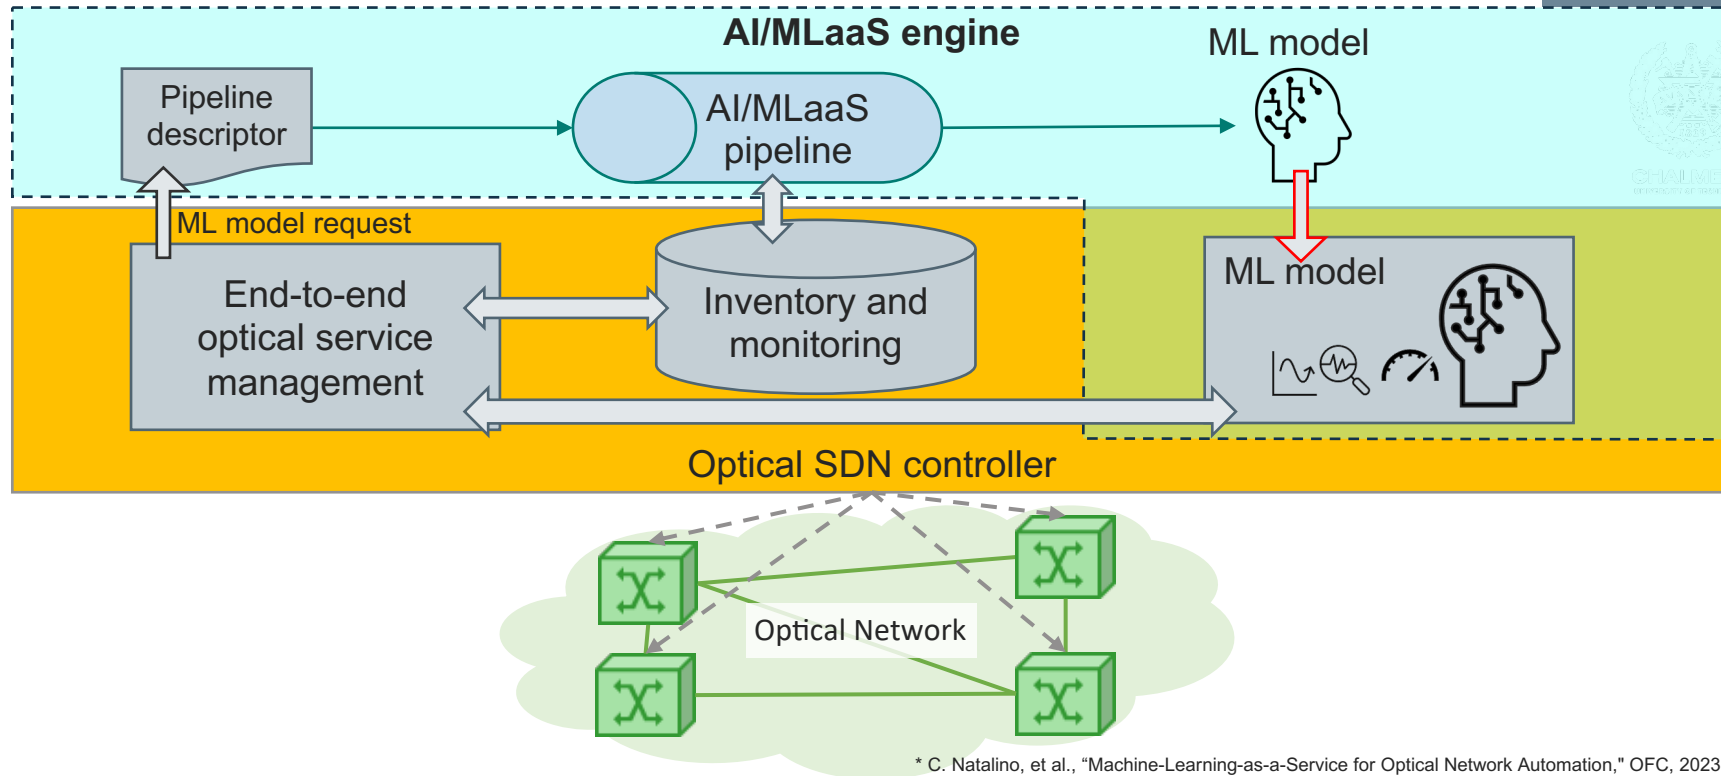 AI/MLaaS engine
ML model
Pipeline
descriptor
AI/MLaaS
pipeline
ML model request
End-to-end
optical service
management
Inventory and
monitoring
ML model
Optical SDN controller
Optical Network
* C. Natalino, et al., “Machine-Learning-as-a-Service for Optical Network Automation," OFC, 2023